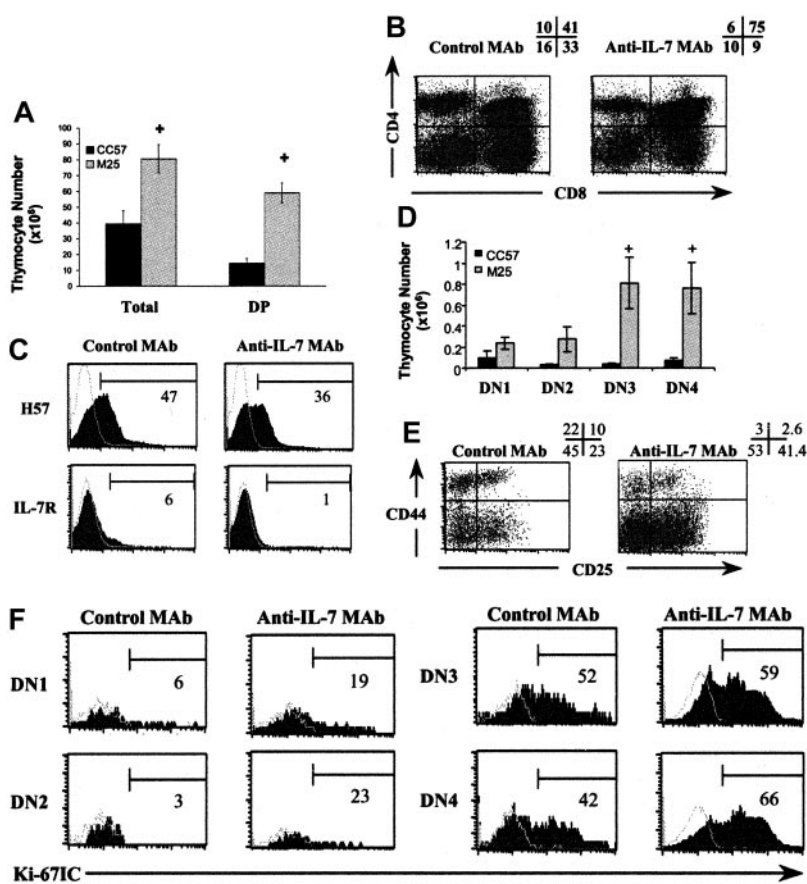 A
CC57
M25
+
+
Thymocyte Number
(x10⁶)
100
90
80
70
60
50
40
30
20
10
0
Total DP
B
Control MAb
10 41
16 33
Anti-IL-7 MAb
6 75
10 9
CD4
CD8
C
Control MAb Anti-IL-7 MAb
H57
47
36
IL-7R
6
1
D
CC57
M25
+ +
Thymocyte Number
(x10⁶)
1.2
1
0.8
0.6
0.4
0.2
0
DN1 DN2 DN3 DN4
E
Control MAb
22 10
45 23
Anti-IL-7 MAb
3 2.6
53 41.4
CD44
CD25
F
Control MAb Anti-IL-7 MAb Control MAb Anti-IL-7 MAb
DN1 6 19 DN3 52 59
DN2 3 23 DN4 42 66
Ki-67IC